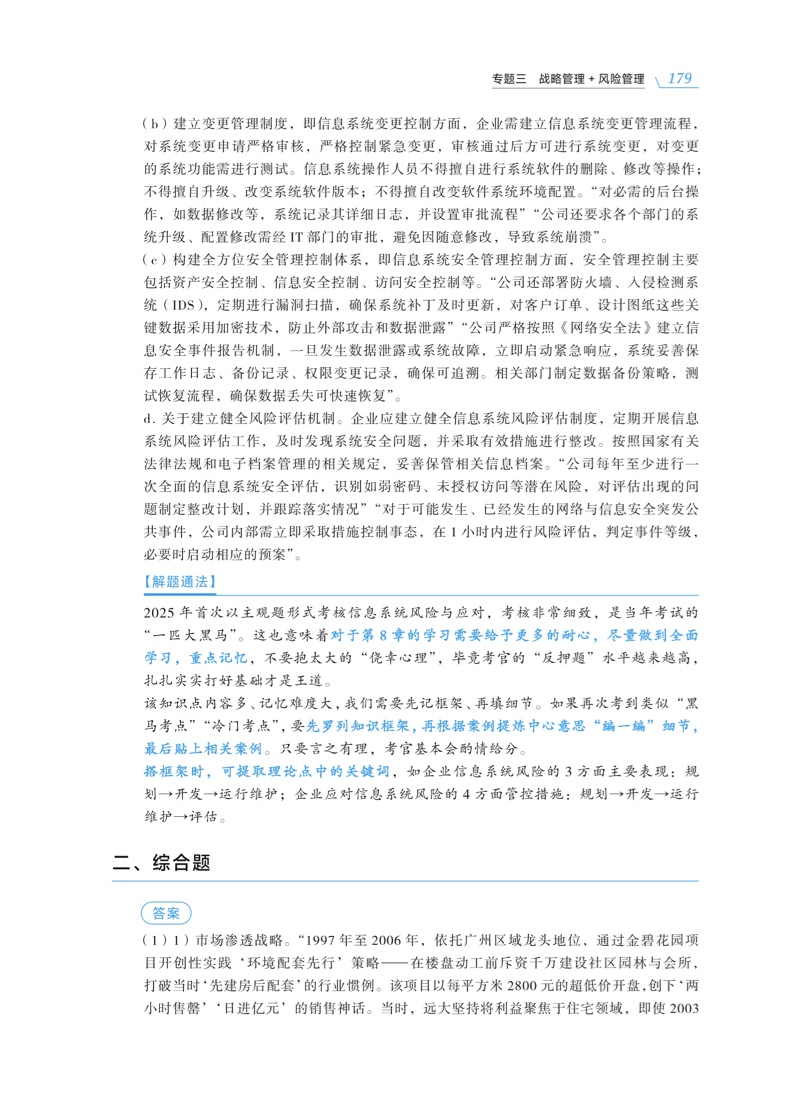 专题三　战略管理 + 风险管理　179
（b）建立变更管理制度，即信息系统变更控制方面，企业需建立信息系统变更管理流程，
对系统变更申请严格审核，严格控制紧急变更，审核通过后方可进行系统变更，对变更
的系统功能需进行测试。信息系统操作人员不得擅自进行系统软件的删除、修改等操作；
不得擅自升级、改变系统软件版本；不得擅自改变软件系统环境配置。“对必需的后台操
作，如数据修改等，系统记录其详细日志，并设置审批流程”“公司还要求各个部门的系
统升级、配置修改需经 IT 部门的审批，避免因随意修改，导致系统崩溃”。
（c）构建全方位安全管理控制体系，即信息系统安全管理控制方面，安全管理控制主要
包括资产安全控制、信息安全控制、访问安全控制等。“公司还部署防火墙、入侵检测系
统（IDS），定期进行漏洞扫描，确保系统补丁及时更新，对客户订单、设计图纸这些关
键数据采用加密技术，防止外部攻击和数据泄露”“公司严格按照《网络安全法》建立信
息安全事件报告机制，一旦发生数据泄露或系统故障，立即启动紧急响应，系统妥善保
存工作日志、备份记录、权限变更记录，确保可追溯。相关部门制定数据备份策略，测
试恢复流程，确保数据丢失可快速恢复”。
d. 关于建立健全风险评估机制。企业应建立健全信息系统风险评估制度，定期开展信息
系统风险评估工作，及时发现系统安全问题，并采取有效措施进行整改。按照国家有关
法律法规和电子档案管理的相关规定，妥善保管相关信息档案。“公司每年至少进行一
次全面的信息系统安全评估，识别如弱密码、未授权访问等潜在风险，对评估出现的问
题制定整改计划，并跟踪落实情况”“对于可能发生、已经发生的网络与信息安全突发公
共事件，公司内部需立即采取措施控制事态，在 1 小时内进行风险评估，判定事件等级，
必要时启动相应的预案”。
【解题通法】
2025 年首次以主观题形式考核信息系统风险与应对，考核非常细致，是当年考试的
“一匹大黑马”。这也意味着对于第 8 章的学习需要给予更多的耐心，尽量做到全面
学习，重点记忆，不要抱太大的“侥幸心理”，毕竟考官的“反押题”水平越来越高，
扎扎实实打好基础才是王道。
该知识点内容多、记忆难度大，我们需要先记框架、再填细节。如果再次考到类似“黑
马考点”“冷门考点”，要先罗列知识框架，再根据案例提炼中心意思“编一编”细节，
最后贴上相关案例。只要言之有理，考官基本会酌情给分。
搭框架时，可提取理论点中的关键词，如企业信息系统风险的 3 方面主要表现：规
划→开发→运行维护；企业应对信息系统风险的 4 方面管控措施：规划→开发→运行
维护→评估。
二、综合题
答案
（1）1）市场渗透战略。“1997 年至 2006 年，依托广州区域龙头地位，通过金碧花园项
目开创性实践‘环境配套先行’策略——在楼盘动工前斥资千万建设社区园林与会所，
打破当时‘先建房后配套’的行业惯例。该项目以每平方米 2800 元的超低价开盘，创下‘两
小时售罄’‘日进亿元’的销售神话。当时，远大坚持将利益聚焦于住宅领域，即使 2003